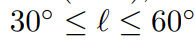 30° ≤ ℓ ≤ 60°